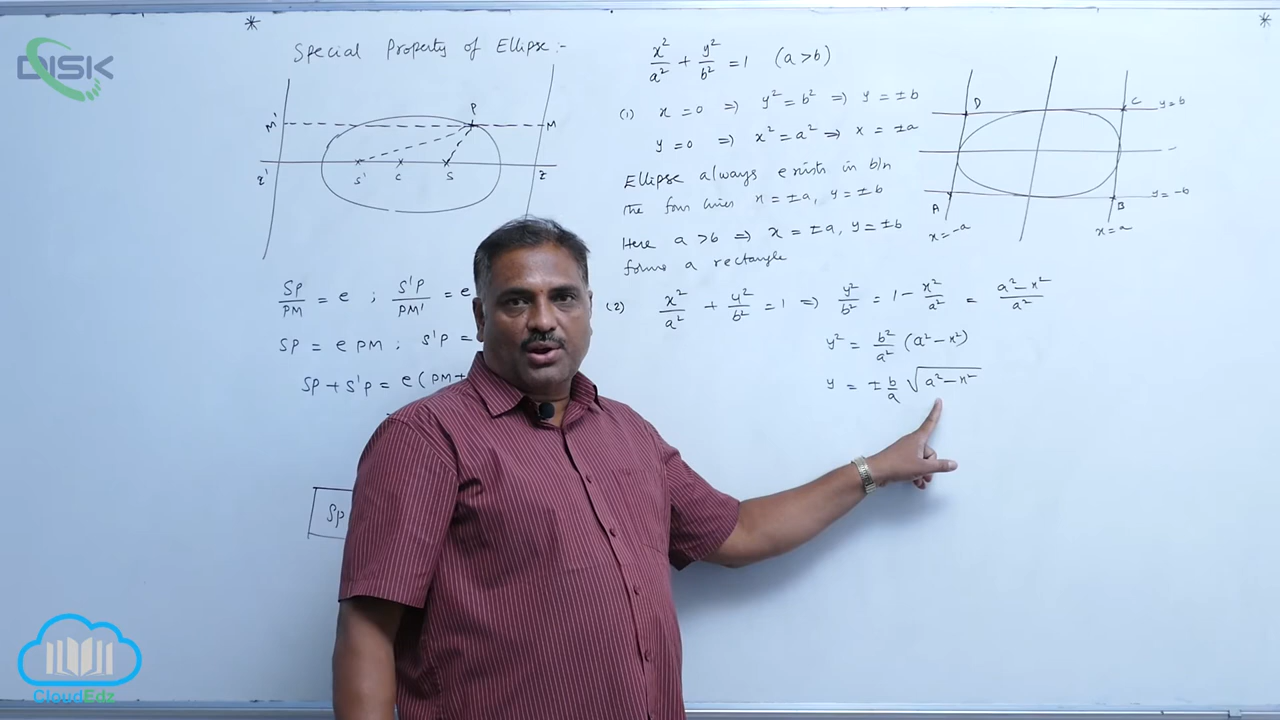 DISK
* *
Special Property of Ellipse :-
P
M' M
z' S' C S z
SP/PM = e ; S'P/PM' = e
SP = e PM ; S'P =
SP + S'P = e ( PM +
SP
x²/a² + y²/b² = 1 (a > b)
(1) x = 0 ⇒ y² = b² ⇒ y = ± b
y = 0 ⇒ x² = a² ⇒ x = ± a
Ellipse always exists in b/n
the four lines x = ± a, y = ± b
Here a > b ⇒ x = ± a, y = ± b
forms a rectangle
(2) x²/a² + y²/b² = 1 ⇒ y²/b² = 1 − x²/a² = a² − x²/a²
y² = b²/a² (a² − x²)
y = ± b/a √a² − x²
D C y = b
A B y = -b
x = -a x = a
CloudEdz